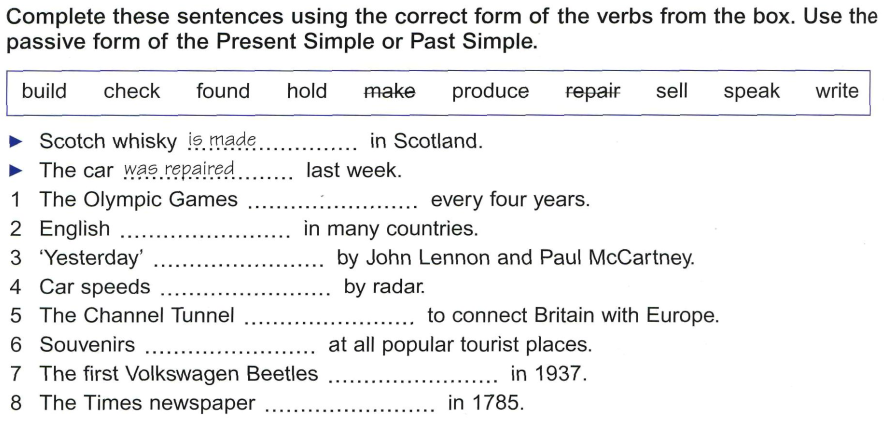 Complete these sentences using the correct form of the verbs from the box. Use the
passive form of the Present Simple or Past Simple.
build check found hold make produce repair sell speak write
► Scotch whisky is made.............. in Scotland.
► The car was repaired........ last week.
1 The Olympic Games ........................ every four years.
2 English ........................ in many countries.
3 ‘Yesterday’ ........................ by John Lennon and Paul McCartney.
4 Car speeds ........................ by radar.
5 The Channel Tunnel ........................ to connect Britain with Europe.
6 Souvenirs ........................ at all popular tourist places.
7 The first Volkswagen Beetles ........................ in 1937.
8 The Times newspaper ........................ in 1785.